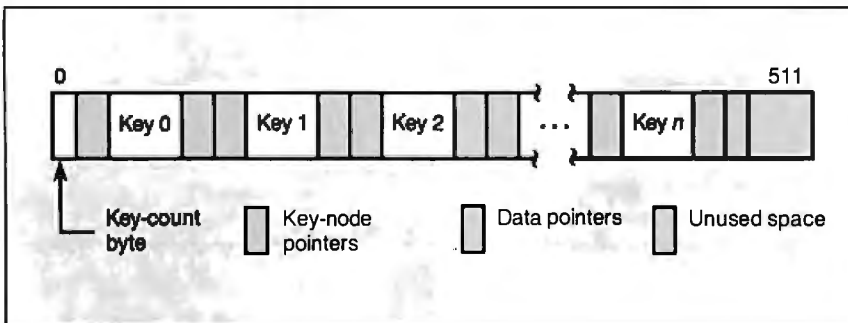 0 511
Key 0 Key 1 Key 2 ... Key n
Key-count Key-node Data pointers Unused space
byte pointers